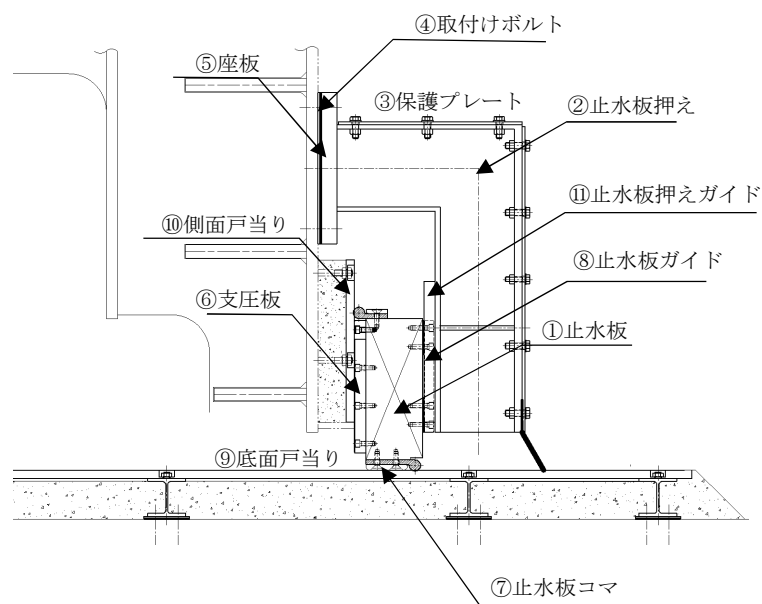 ④取付けボルト
⑤座板
③保護プレート
②止水板押え
⑪止水板押えガイド
⑩側面戸当り
⑧止水板ガイド
⑥支圧板
①止水板
⑨底面戸当り
⑦止水板コマ